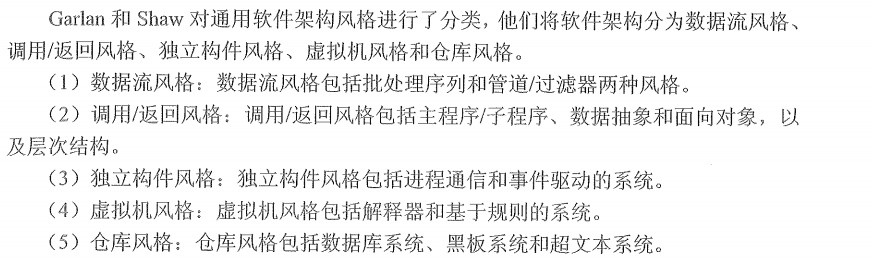 Garlan 和 Shaw 对通用软件架构风格进行了分类，他们将软件架构分为数据流风格、
调用/返回风格、独立构件风格、虚拟机风格和仓库风格。
（1）数据流风格：数据流风格包括批处理序列和管道/过滤器两种风格。
（2）调用/返回风格：调用/返回风格包括主程序/子程序、数据抽象和面向对象，以
及层次结构。
（3）独立构件风格：独立构件风格包括进程通信和事件驱动的系统。
（4）虚拟机风格：虚拟机风格包括解释器和基于规则的系统。
（5）仓库风格：仓库风格包括数据库系统、黑板系统和超文本系统。